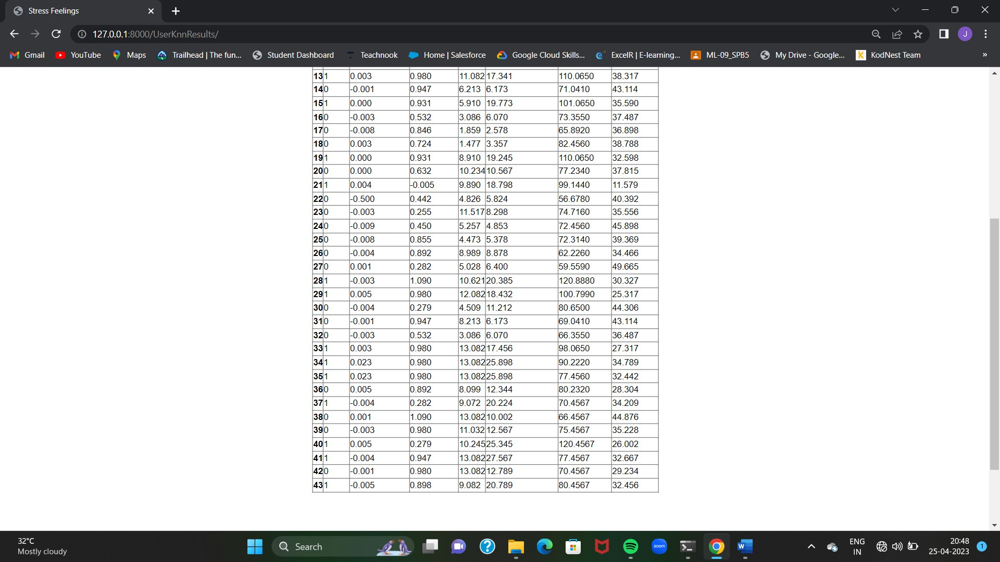 Stress Feelings
127.0.0.1:8000/UserKnnResults/
J
Gmail YouTube Maps Trailhead | The fun... Student Dashboard Teachnook Home | Salesforce Google Cloud Skills... ExcelR | E-learning... ML-09_SPB5 My Drive - Google... KodNest Team »
13 1 0.003 0.980 11.082 17.341 110.0650 38.317
14 0 -0.001 0.947 6.213 6.173 71.0410 43.114
15 1 0.000 0.931 5.910 19.773 101.0650 35.590
16 0 -0.003 0.532 3.086 6.070 73.3550 37.487
17 0 -0.008 0.846 1.859 2.578 65.8920 36.898
18 0 0.003 0.724 1.477 3.357 82.4560 38.788
19 1 0.000 0.931 8.910 19.245 110.0650 32.598
20 0 0.000 0.632 10.234 10.567 77.2340 37.815
21 1 0.004 -0.005 9.890 18.798 99.1440 11.579
22 0 -0.500 0.442 4.826 5.824 56.6780 40.392
23 0 -0.003 0.255 11.517 8.298 74.7160 35.556
24 0 -0.009 0.450 5.257 4.853 72.4560 45.898
25 0 -0.008 0.855 4.473 5.378 72.3140 39.369
26 0 -0.004 0.892 8.989 8.878 62.2260 34.466
27 0 0.001 0.282 5.028 6.400 59.5590 49.665
28 1 -0.003 1.090 10.621 20.385 120.8880 30.327
29 1 0.005 0.980 12.082 18.432 100.7990 25.317
30 0 -0.004 0.279 4.509 11.212 80.6500 44.306
31 0 -0.001 0.947 8.213 6.173 69.0410 43.114
32 0 -0.003 0.532 3.086 6.070 66.3550 36.487
33 1 0.003 0.980 13.082 17.456 98.0650 27.317
34 1 0.023 0.980 13.082 25.898 90.2220 34.789
35 1 0.023 0.980 13.082 25.898 77.4560 32.442
36 0 0.005 0.892 8.099 12.344 80.2320 28.304
37 1 -0.004 0.282 9.072 20.224 70.4567 34.209
38 0 0.001 1.090 13.082 10.002 66.4567 44.876
39 0 -0.003 0.980 11.032 12.567 75.4567 35.228
40 1 0.005 0.279 10.245 25.345 120.4567 26.002
41 1 -0.004 0.947 13.082 27.567 77.4567 32.667
42 0 -0.001 0.980 13.082 12.789 70.4567 29.234
43 1 -0.005 0.898 9.082 20.789 80.4567 32.456
32°C
Mostly cloudy
Search
zoom
W
ENG
IN
20:48
25-04-2023
1